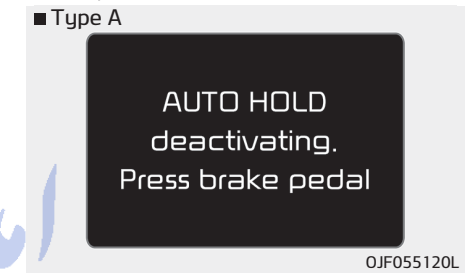 ■ Type A
AUTO HOLD
deactivating.
Press brake pedal
OJF055120L